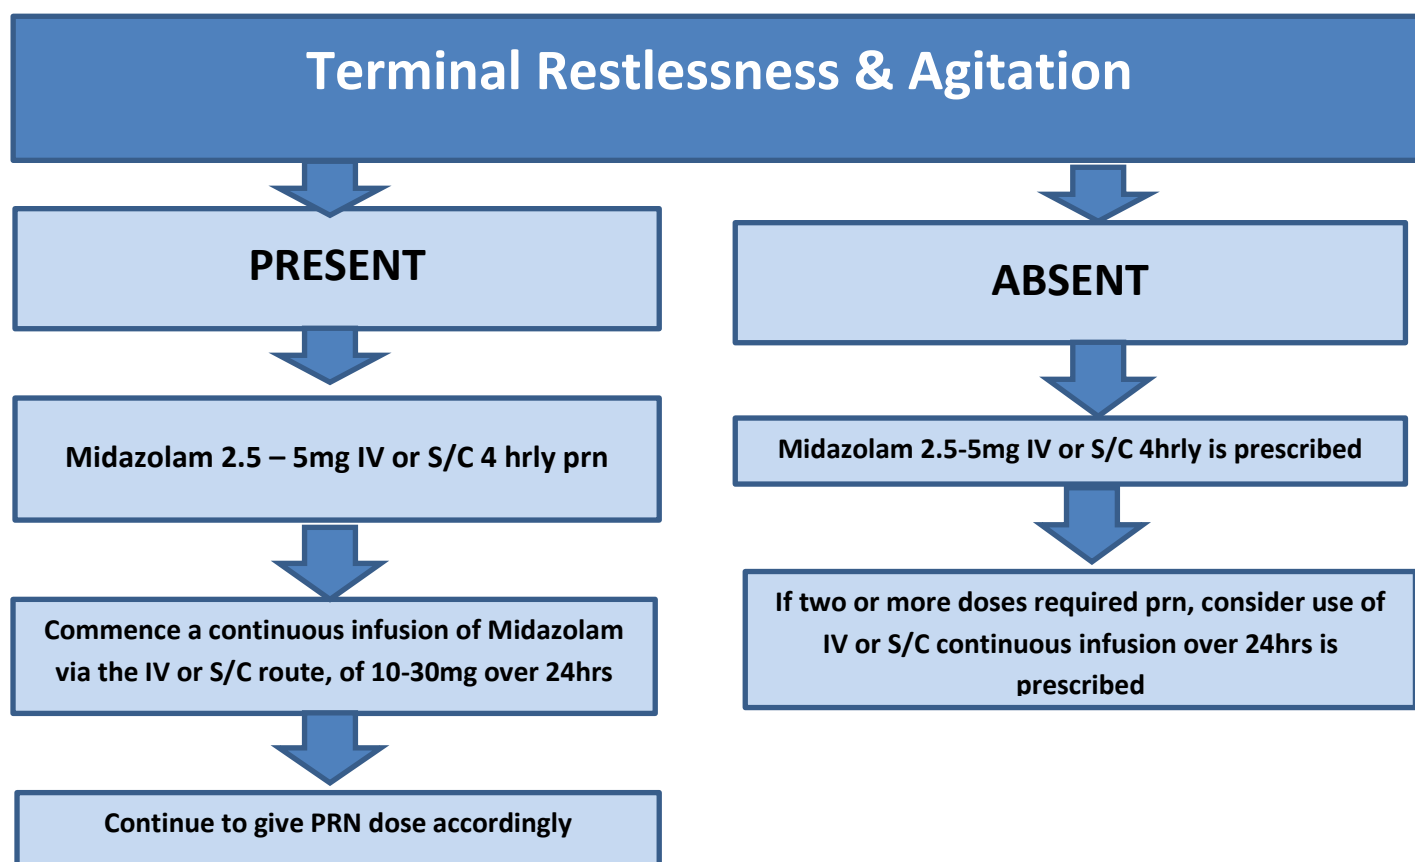 Terminal Restlessness & Agitation
PRESENT
Midazolam 2.5 – 5mg IV or S/C 4 hrly prn
Commence a continuous infusion of Midazolam
via the IV or S/C route, of 10-30mg over 24hrs
Continue to give PRN dose accordingly
ABSENT
Midazolam 2.5-5mg IV or S/C 4hrly is prescribed
If two or more doses required prn, consider use of
IV or S/C continuous infusion over 24hrs is
prescribed